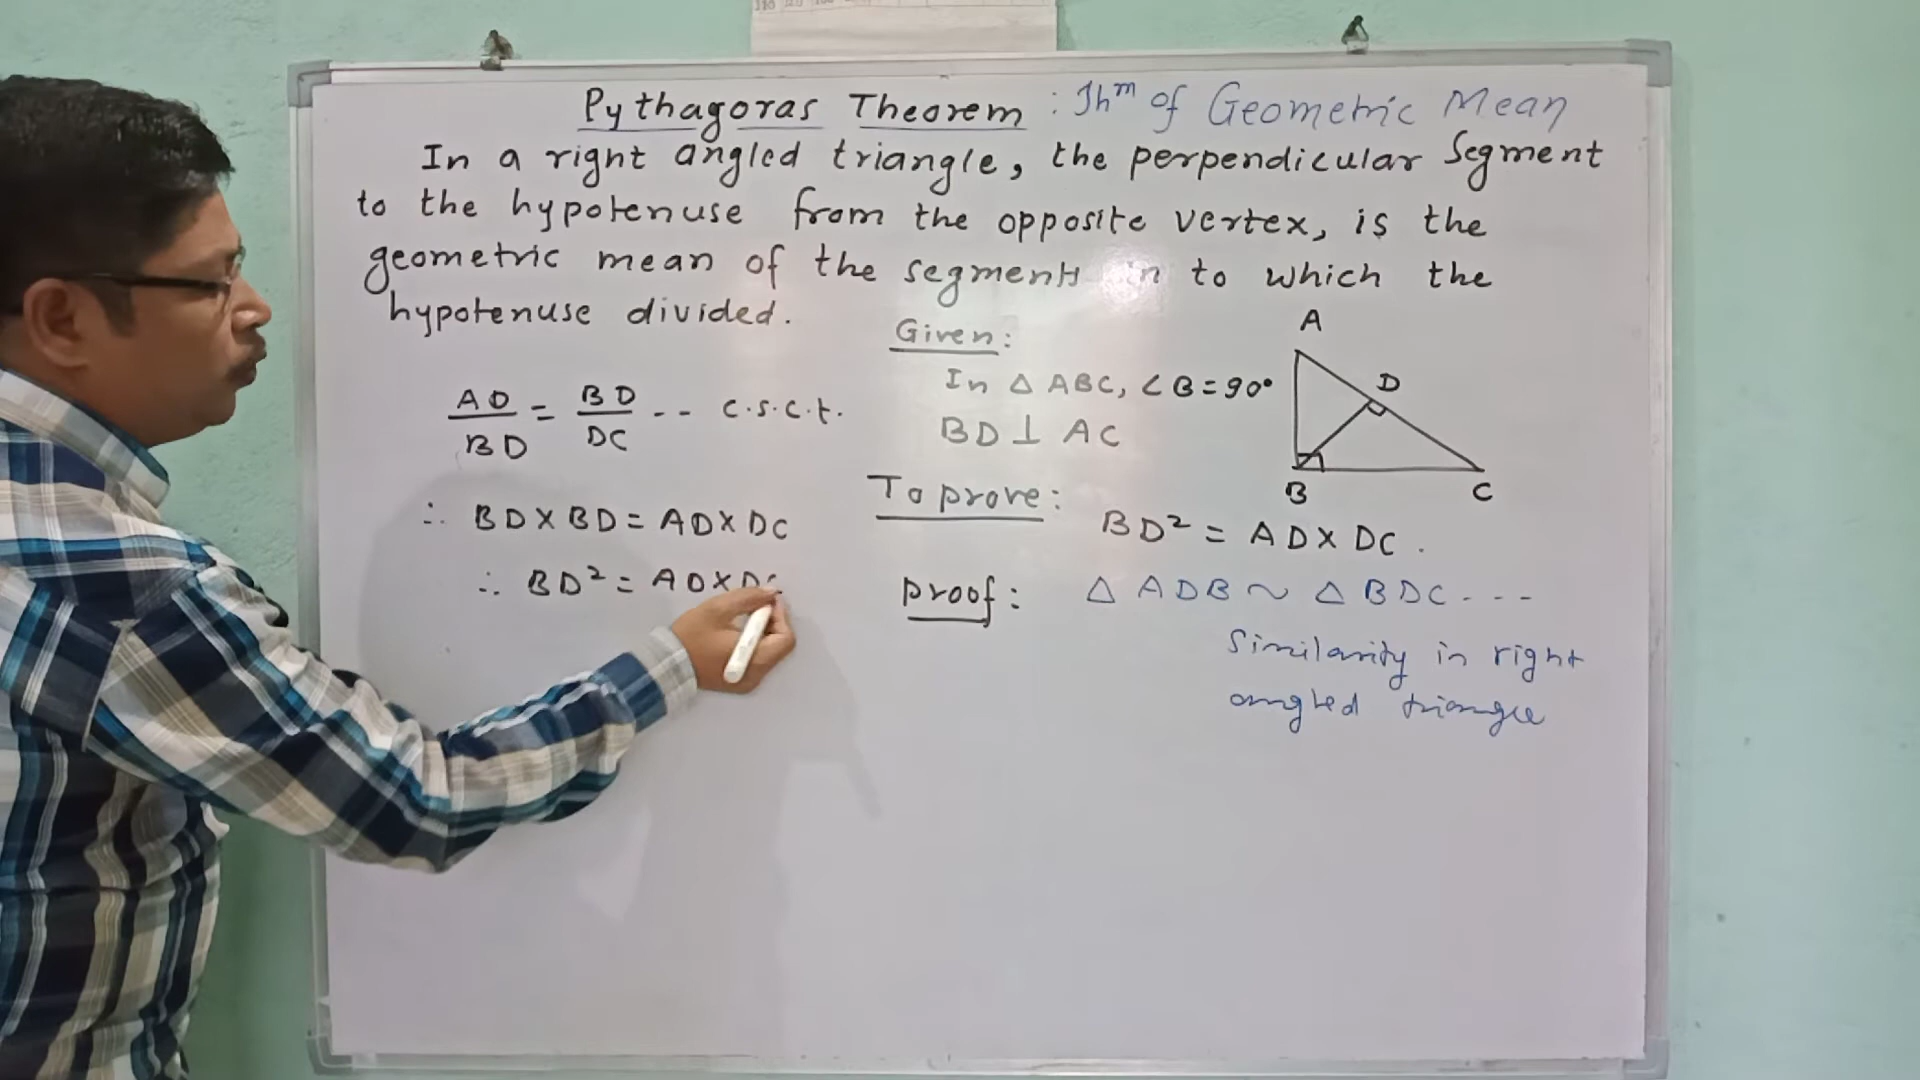 Pythagoras Theorem : Thm of Geometric Mean
In a right angled triangle, the perpendicular Segment
to the hypotenuse from the opposite vertex, is the
geometric mean of the segments in to which the
hypotenuse divided.
AD/BD = BD/DC -- c.s.c.t.
∴ BD×BD = AD×DC
∴ BD² = AD×DC
Given:
In △ ABC, ∠B=90°
BD ⊥ AC
To prove:
BD² = AD× DC.
proof: △ ADB ~ △ BDC ---
Similarity in right
angled triangle
A
D
B
C